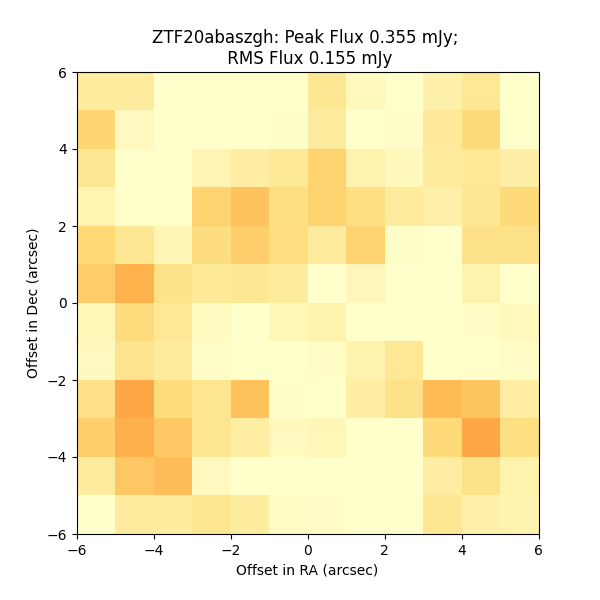 ZTF20abaszgh: Peak Flux 0.355 mJy;
RMS Flux 0.155 mJy
6
4
2
0
−2
−4
−6
Offset in Dec (arcsec)
−6 −4 −2 0 2 4 6
Offset in RA (arcsec)